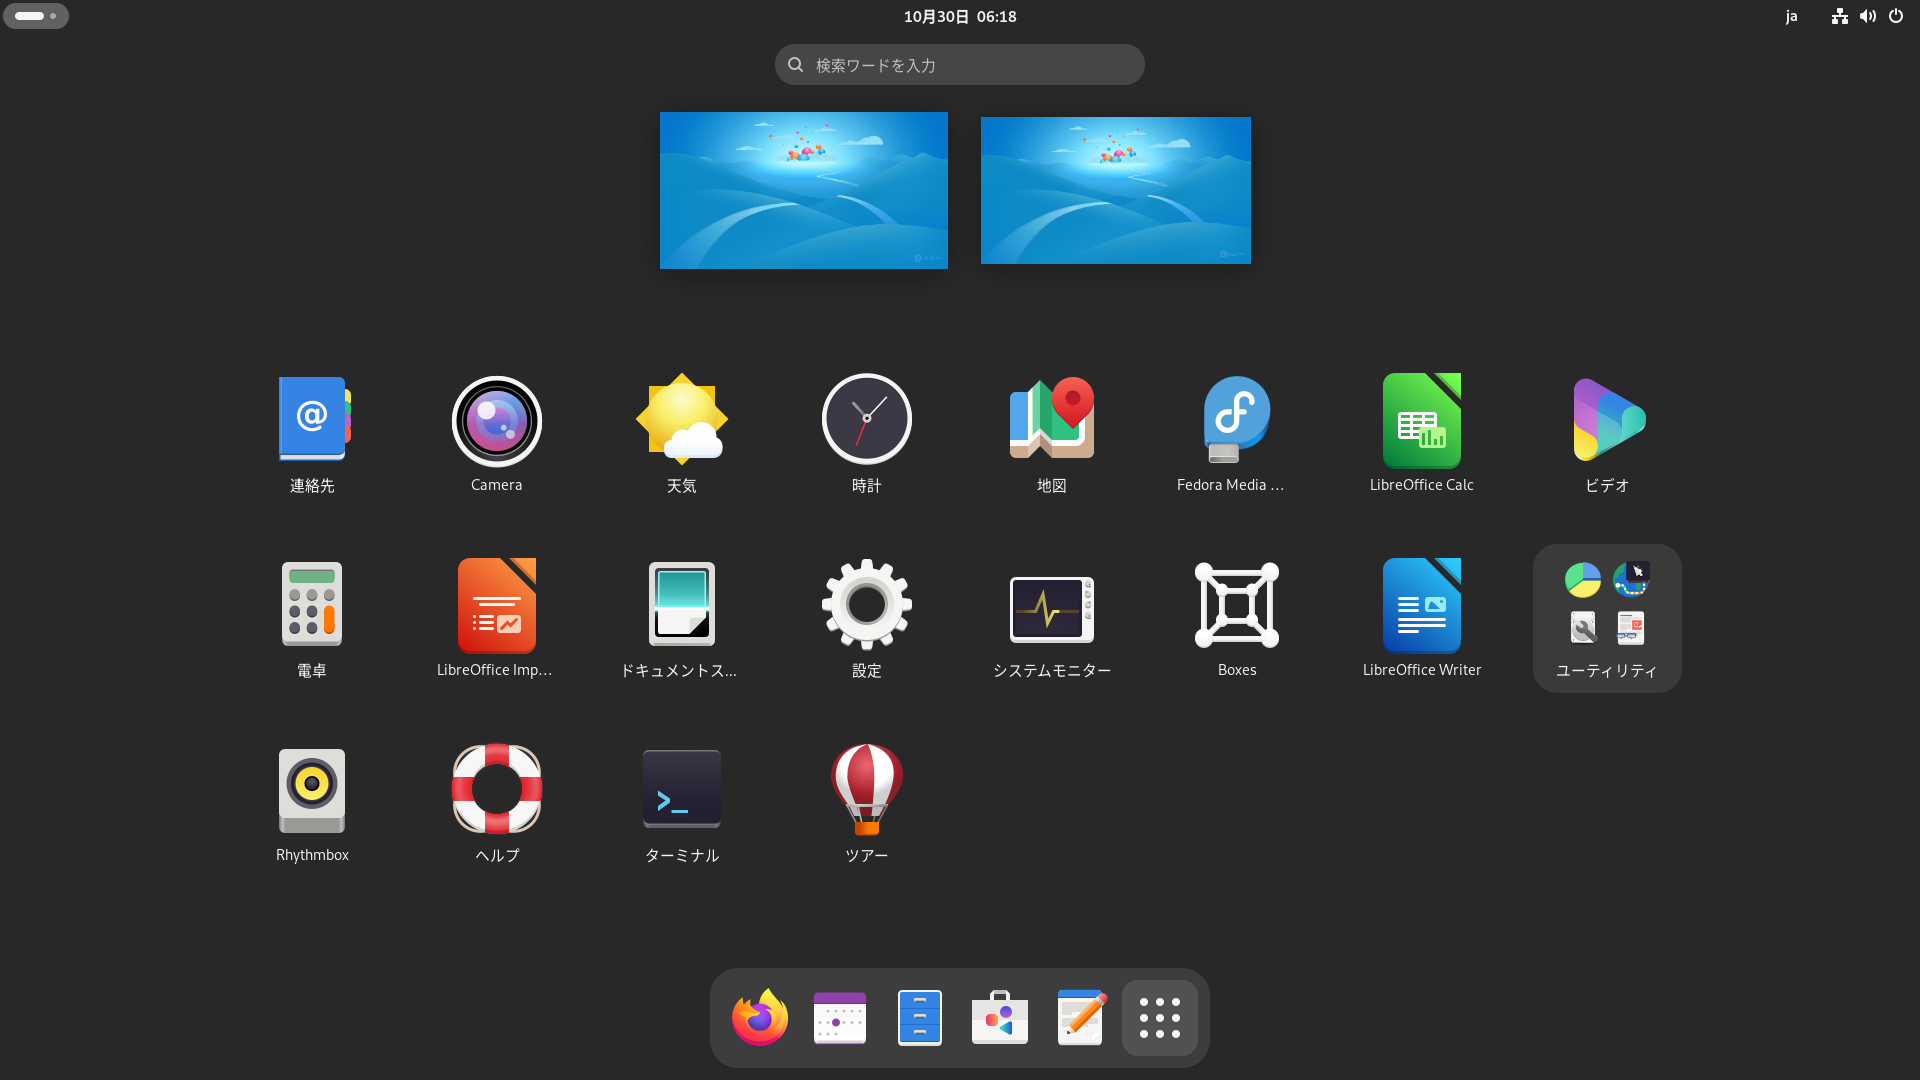 10月30日 06:18
ja
検索ワードを入力
連絡先
Camera
天気
時計
地図
Fedora Media …
LibreOffice Calc
ビデオ
電卓
LibreOffice Imp…
ドキュメントス…
設定
システムモニター
Boxes
LibreOffice Writer
ユーティリティ
Rhythmbox
ヘルプ
ターミナル
ツアー